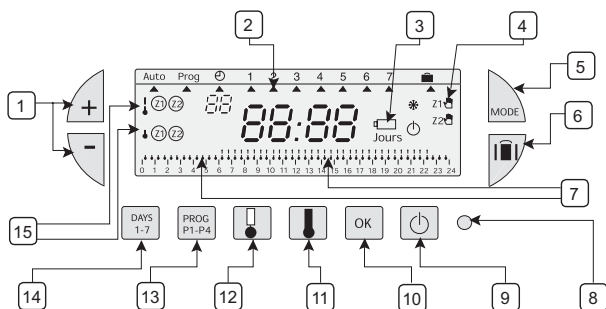 2 3 4
1 5
Auto Prog 1 2 3 4 5 6 7
+ Z1 Z2 88 88:88 Z1
MODE
Z2
- Z1 Z2 Jours 6
0 1 2 3 4 5 6 7 8 9 10 11 12 13 14 15 16 17 18 19 20 21 22 23 24
7
15
DAYS 1-7 PROG P1-P4 OK
14 13 12 11 10 9 8